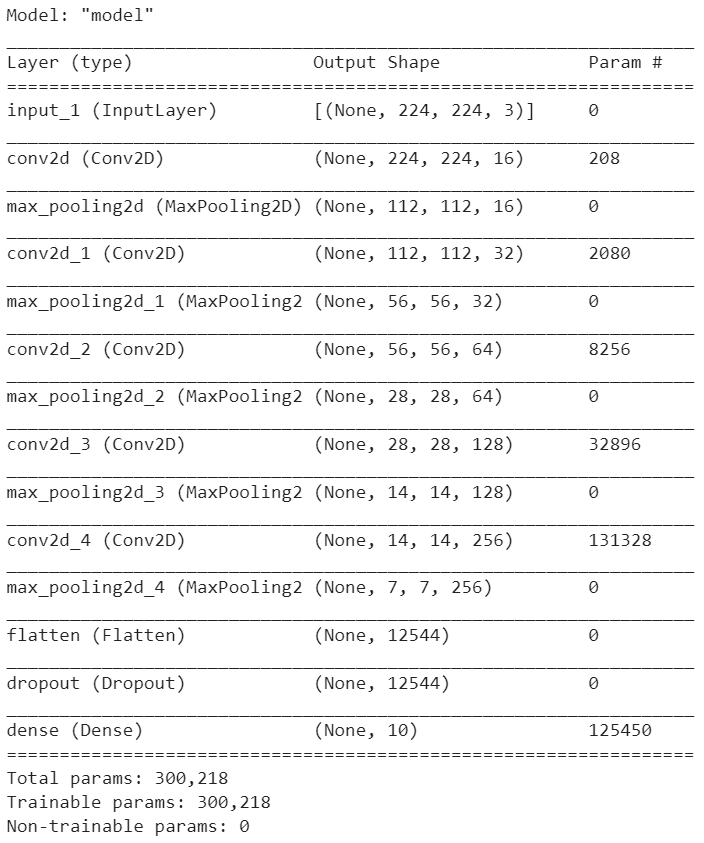 Model: "model"
_________________________________________________________________
Layer (type)                 Output Shape              Param #
=================================================================
input_1 (InputLayer)         [(None, 224, 224, 3)]     0
_________________________________________________________________
conv2d (Conv2D)              (None, 224, 224, 16)      208
_________________________________________________________________
max_pooling2d (MaxPooling2D) (None, 112, 112, 16)      0
_________________________________________________________________
conv2d_1 (Conv2D)            (None, 112, 112, 32)      2080
_________________________________________________________________
max_pooling2d_1 (MaxPooling2 (None, 56, 56, 32)        0
_________________________________________________________________
conv2d_2 (Conv2D)            (None, 56, 56, 64)        8256
_________________________________________________________________
max_pooling2d_2 (MaxPooling2 (None, 28, 28, 64)        0
_________________________________________________________________
conv2d_3 (Conv2D)            (None, 28, 28, 128)       32896
_________________________________________________________________
max_pooling2d_3 (MaxPooling2 (None, 14, 14, 128)       0
_________________________________________________________________
conv2d_4 (Conv2D)            (None, 14, 14, 256)       131328
_________________________________________________________________
max_pooling2d_4 (MaxPooling2 (None, 7, 7, 256)         0
_________________________________________________________________
flatten (Flatten)            (None, 12544)             0
_________________________________________________________________
dropout (Dropout)            (None, 12544)             0
_________________________________________________________________
dense (Dense)                (None, 10)                125450
=================================================================
Total params: 300,218
Trainable params: 300,218
Non-trainable params: 0